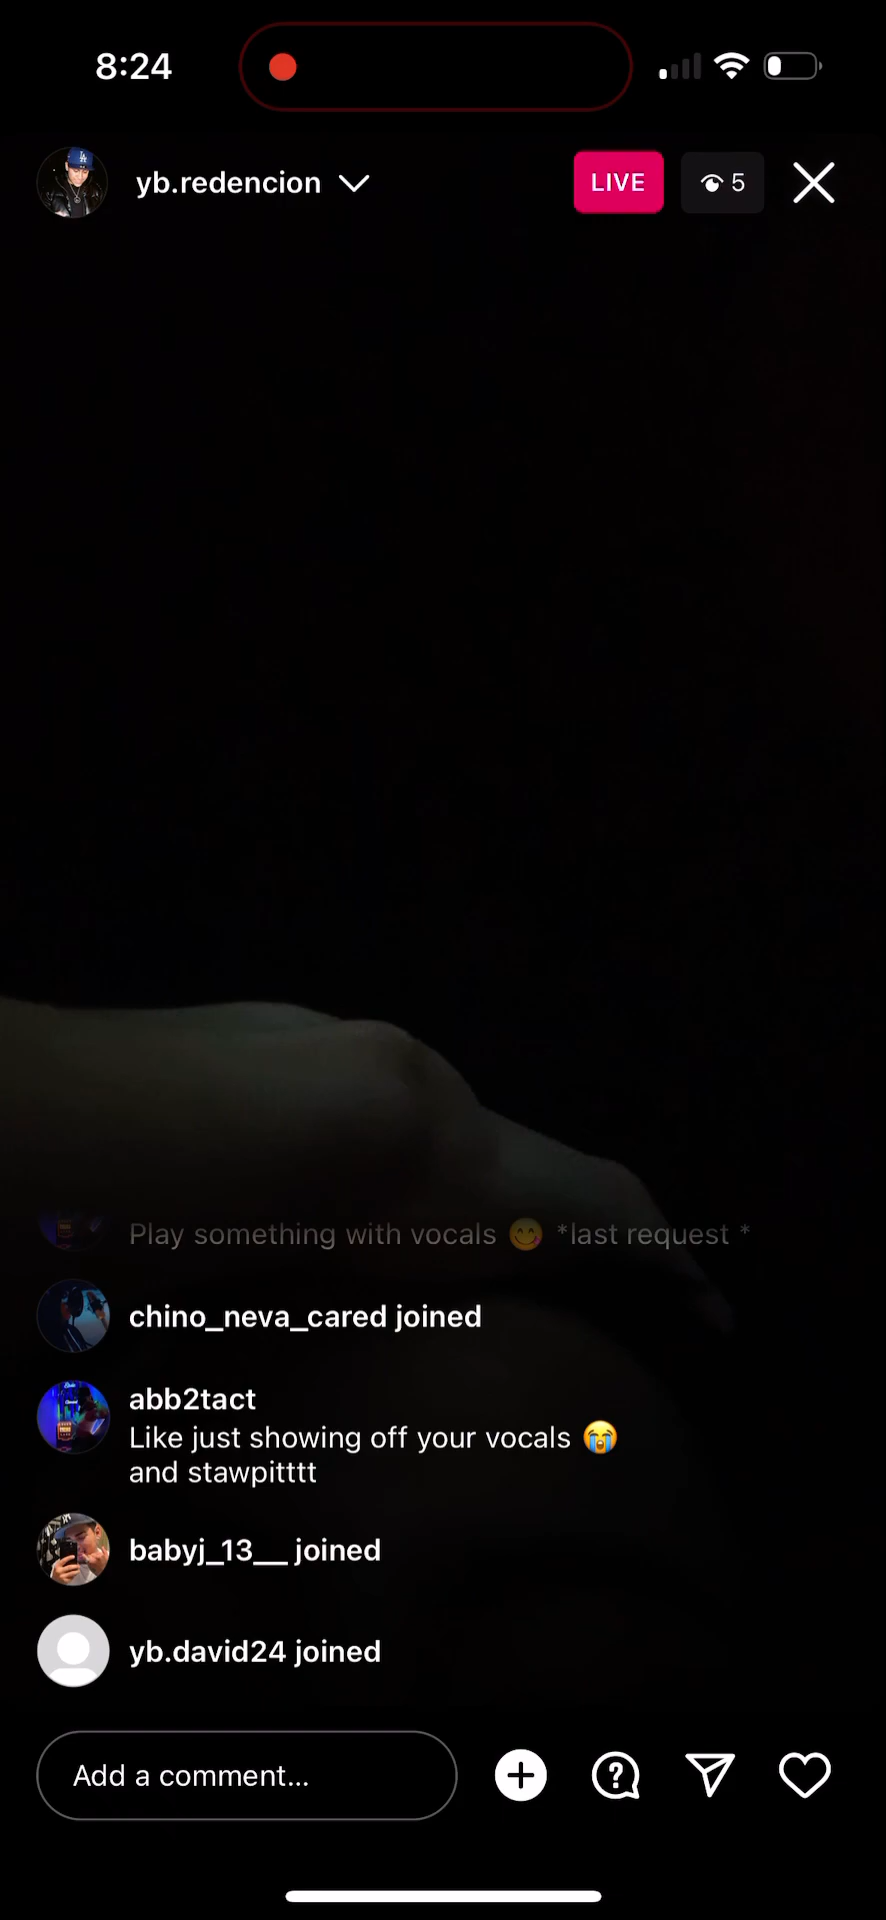 8:24
yb.redencion
LIVE
5
Play something with vocals 😋 *last request *
chino_neva_cared joined
abb2tact
Like just showing off your vocals 😭
and stawpitttt
babyj_13__ joined
yb.david24 joined
Add a comment...